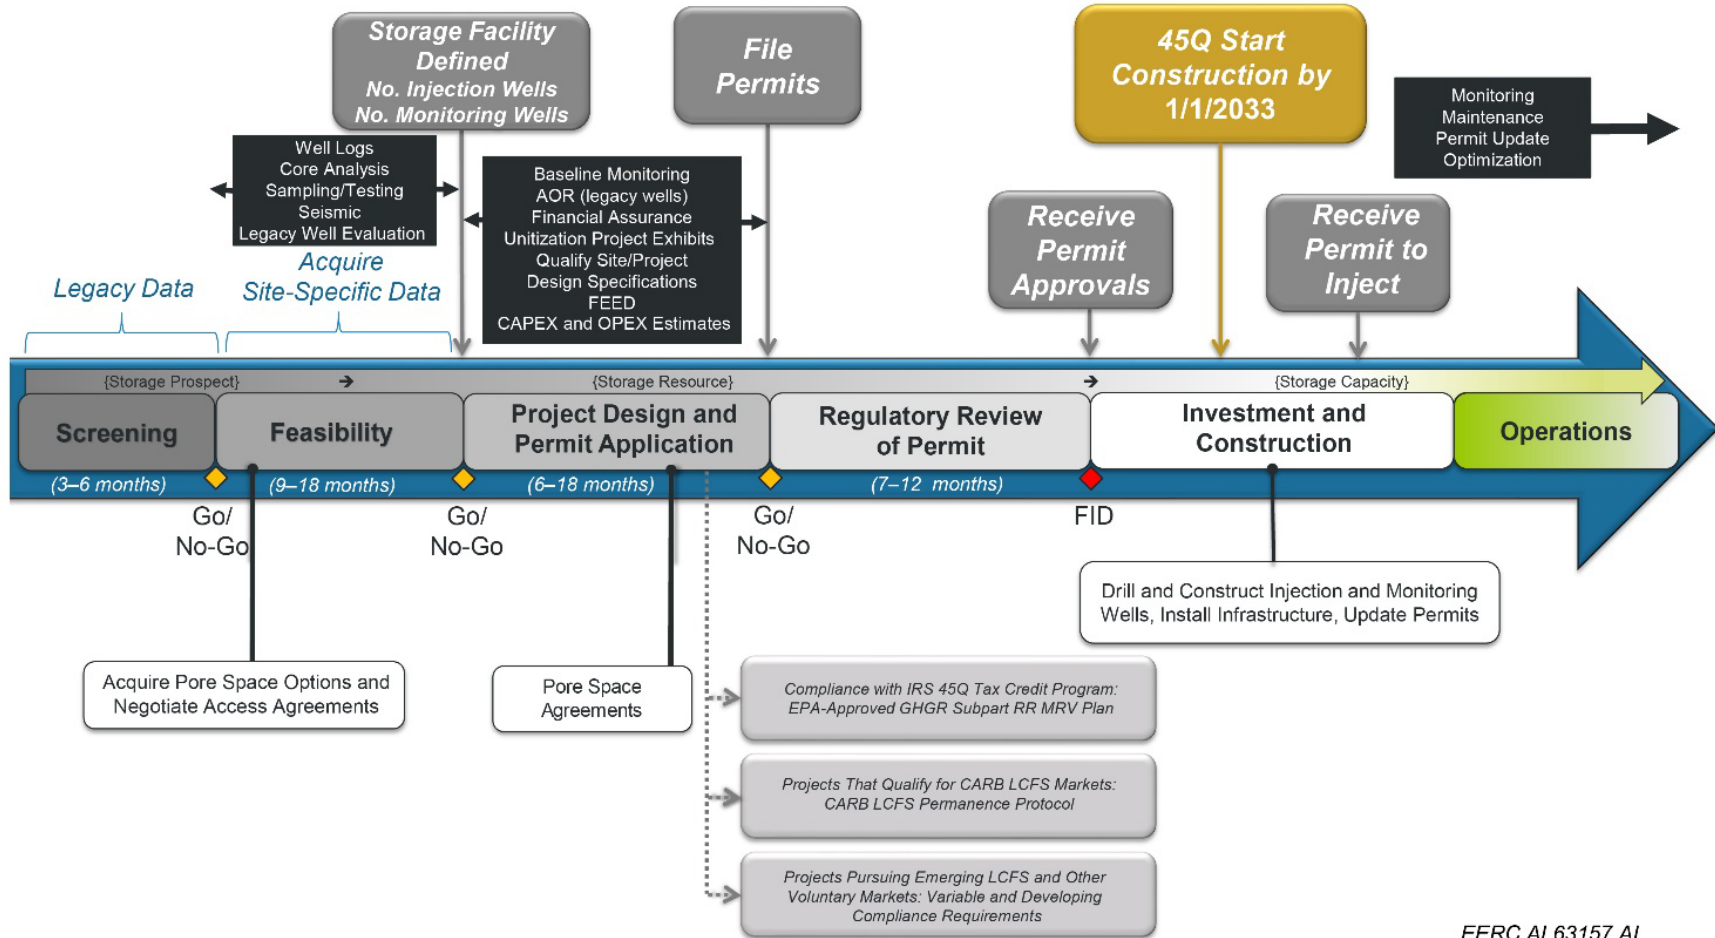 Storage Facility
Defined
No. Injection Wells
No. Monitoring Wells
File
Permits
45Q Start
Construction by
1/1/2033
Monitoring
Maintenance
Permit Update
Optimization
Well Logs
Core Analysis
Sampling/Testing
Seismic
Legacy Well Evaluation
Baseline Monitoring
AOR (legacy wells)
Financial Assurance
Unitization Project Exhibits
Qualify Site/Project
Design Specifications
FEED
CAPEX and OPEX Estimates
Receive
Permit
Approvals
Receive
Permit to
Inject
Legacy Data
Acquire
Site-Specific Data
{Storage Prospect}
{Storage Resource}
{Storage Capacity}
Screening
Feasibility
Project Design and
Permit Application
Regulatory Review
of Permit
Investment and
Construction
Operations
(3–6 months)
(9–18 months)
(6–18 months)
(7–12 months)
Go/
No-Go
Go/
No-Go
Go/
No-Go
FID
Drill and Construct Injection and Monitoring
Wells, Install Infrastructure, Update Permits
Acquire Pore Space Options and
Negotiate Access Agreements
Pore Space
Agreements
Compliance with IRS 45Q Tax Credit Program:
EPA-Approved GHGR Subpart RR MRV Plan
Projects That Qualify for CARB LCFS Markets:
CARB LCFS Permanence Protocol
Projects Pursuing Emerging LCFS and Other
Voluntary Markets: Variable and Developing
Compliance Requirements
EERC AL63157.AI